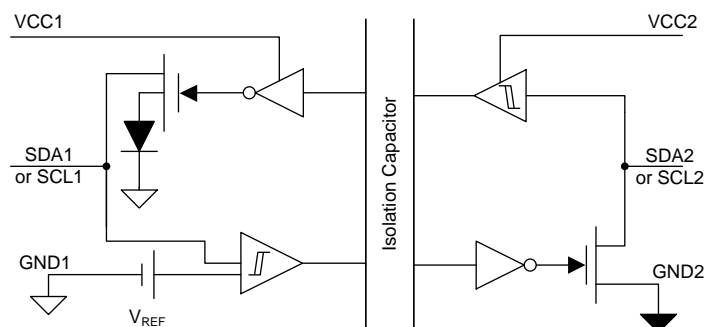 VCC1
VCC2
SDA1
or SCL1
Isolation Capacitor
SDA2
or SCL2
GND1
GND2
VREF